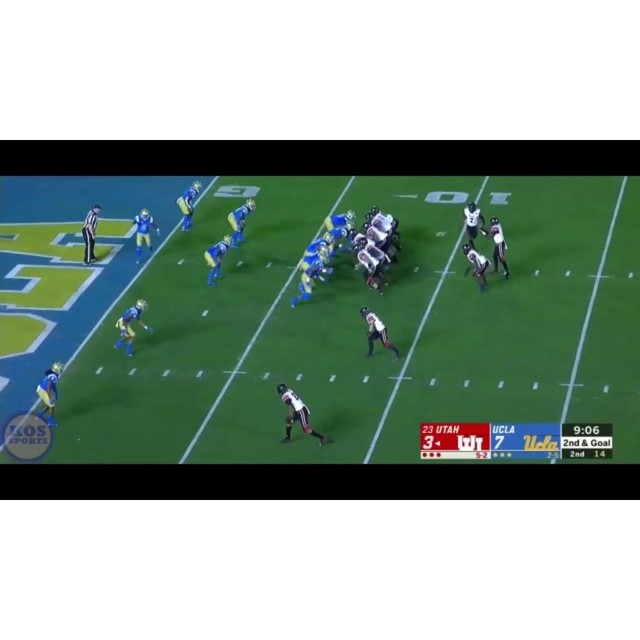 G
10
KOS
SPORTS
23 UTAH
3
UCLA
7
Ucla
5-2
2-5
9:06
2nd & Goal
2nd 14